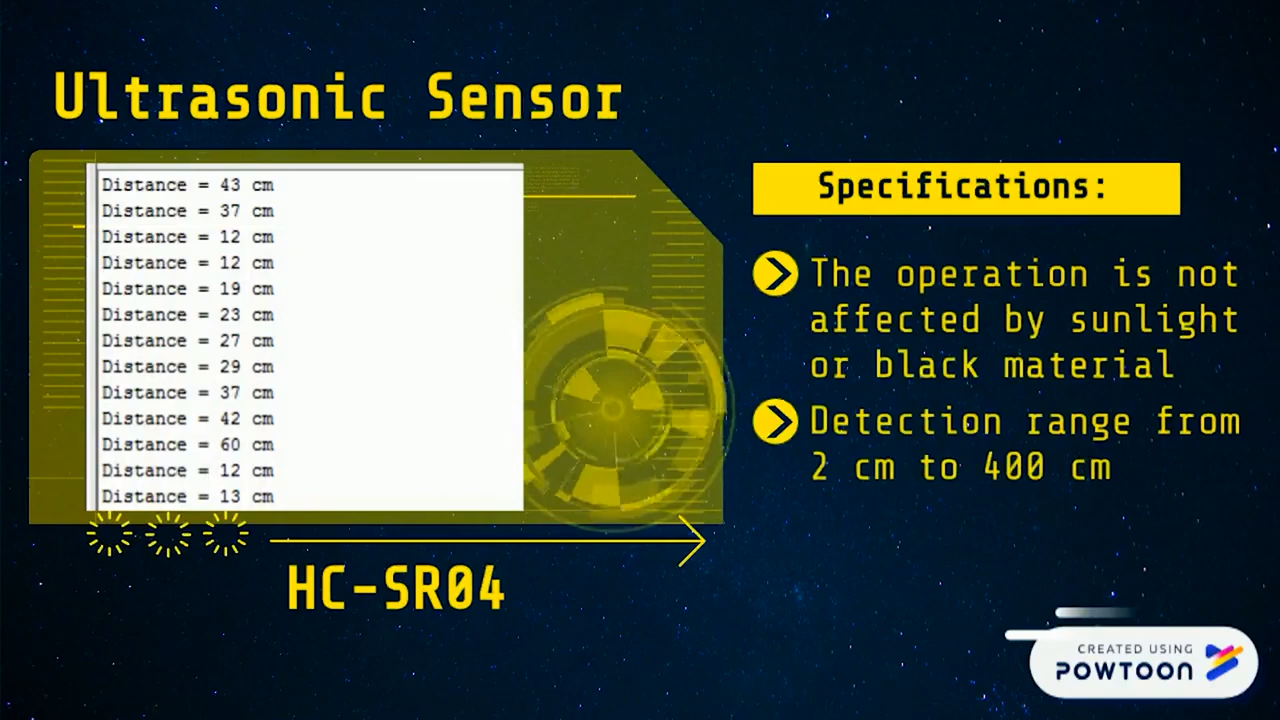 Ultrasonic Sensor
Distance = 43 cm
Distance = 37 cm
Distance = 12 cm
Distance = 12 cm
Distance = 19 cm
Distance = 23 cm
Distance = 27 cm
Distance = 29 cm
Distance = 37 cm
Distance = 42 cm
Distance = 60 cm
Distance = 12 cm
Distance = 13 cm
HC-SR04
Specifications:
The operation is not
affected by sunlight
or black material
Detection range from
2 cm to 400 cm
CREATED USING
POWTOON